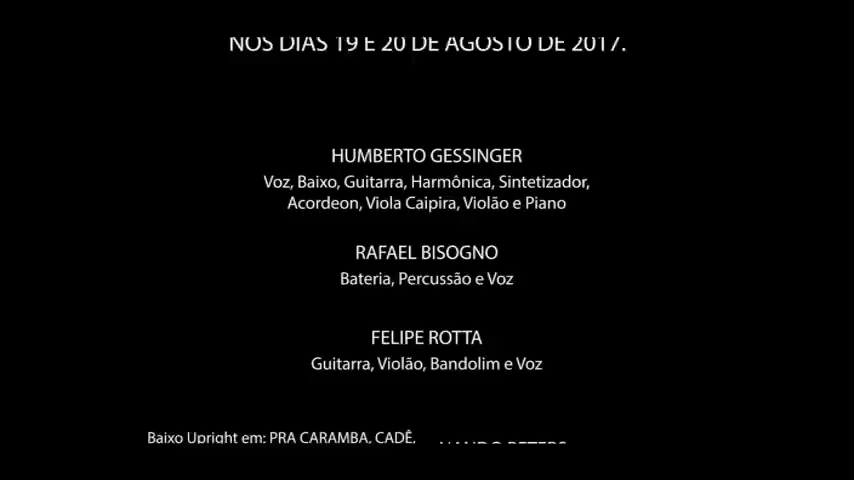 NOS DIAS 19 E 20 DE AGOSTO DE 2017.
HUMBERTO GESSINGER
Voz, Baixo, Guitarra, Harmônica, Sintetizador,
Acordeon, Viola Caipira, Violão e Piano
RAFAEL BISOGNO
Bateria, Percussão e Voz
FELIPE ROTTA
Guitarra, Violão, Bandolim e Voz
Baixo Upright em: PRA CARAMBA, CADÊ,